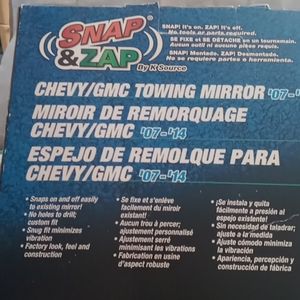 SNAP
& ZAP
By K Source
SNAP! It's on. ZAP! It's off.
No tools or parts required.
SE FIXE et SE DÉTACHE en un tournemain.
Aucun outil ni aucune pièce requis.
SNAP! Montado. ZAP! Desmontado.
No se requiere partes o herramienta.
CHEVY/GMC TOWING MIRROR '07-'
MIROIR DE REMORQUAGE
CHEVY/GMC '07-'14
ESPEJO DE REMOLQUE PARA
CHEVY/GMC '07-'14
• Snaps on and off easily
to existing mirror!
• No holes to drill;
custom fit
• Snug fit minimizes
vibration
• Factory look, feel and
construction
• Se fixe et s'enlève
facilement du miroir
existant!
• Aucun trou à percer;
ajustement personnalisé
• Ajustement serré
minimisant les vibrations
• Fabrication en usine
d'aspect robuste
• ¡Se instala y quita
fácilmente a presión al
espejo existente!
• Sin necesidad de taladrar;
ajuste a la medida
• Ajuste cómodo minimiza
la vibración
• Apariencia, percepción y
construcción de fábrica